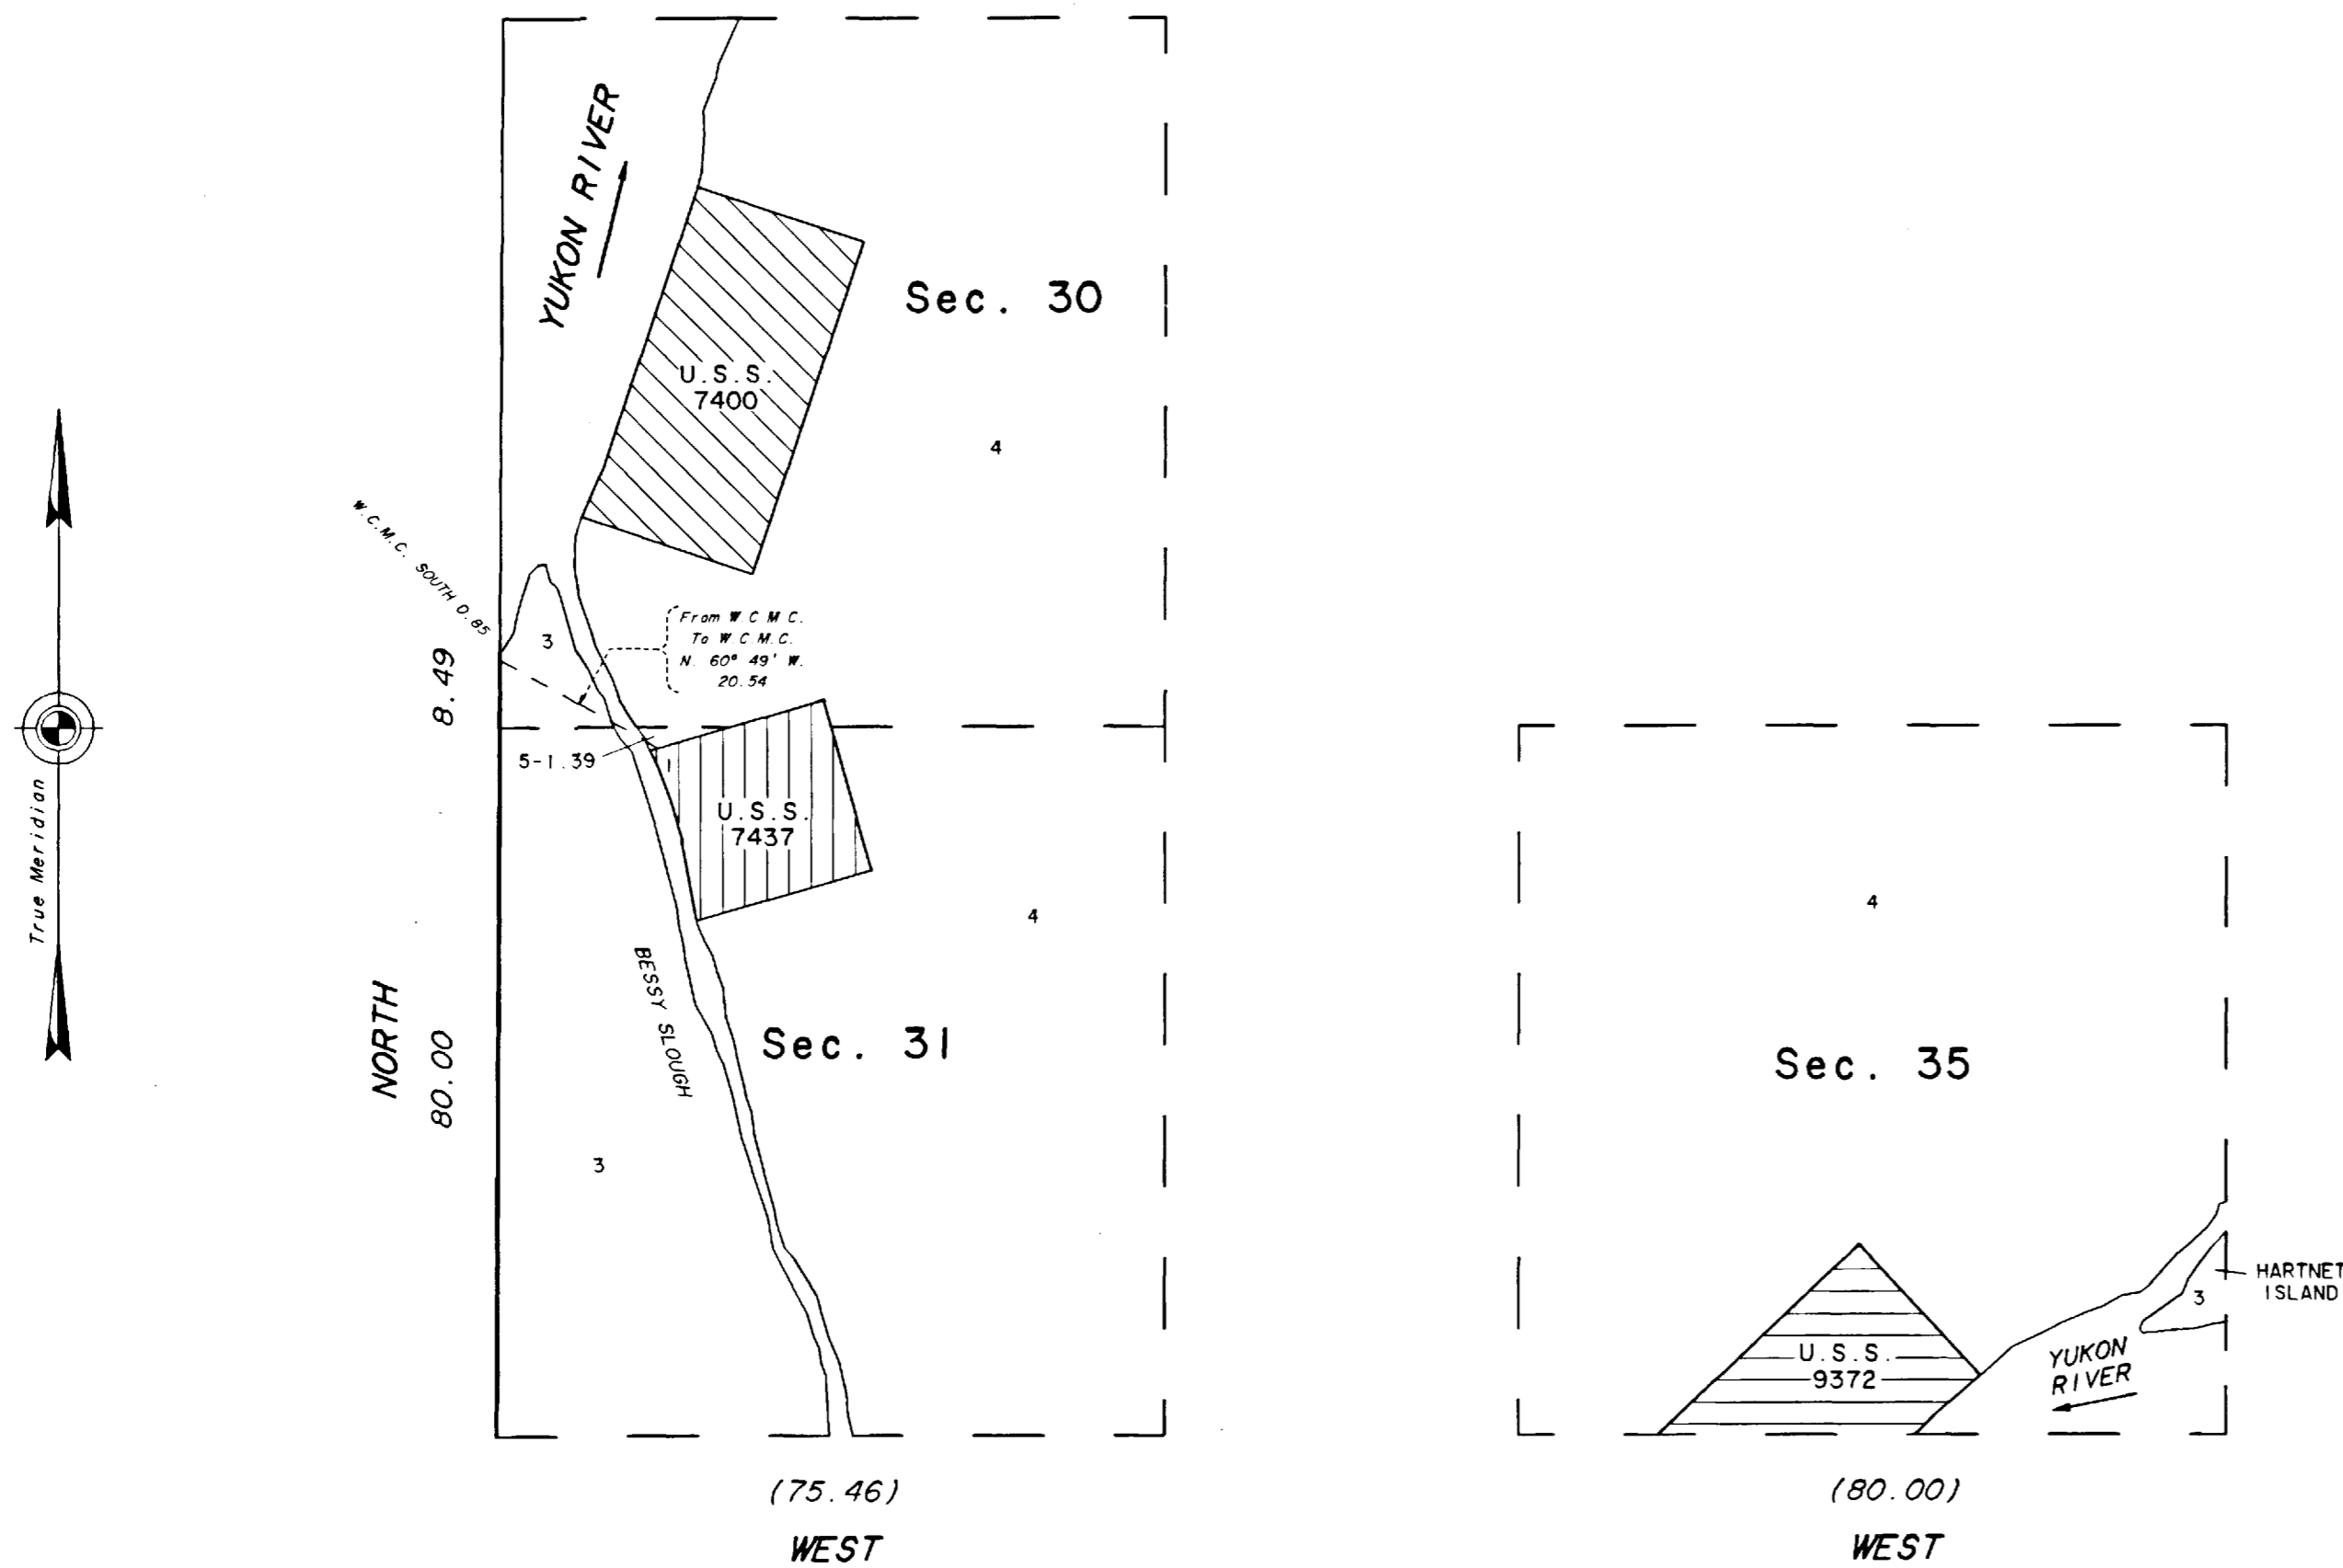 YUKON RIVER
Sec. 30
U.S.S.
7400
4
W.C.M.C. SOUTH 0.85
3
From W.C.M.C.
To W.C.M.C.
N. 60° 49' W.
20.54
8.49
5-1.39
1
U.S.S.
7437
True Meridian
4
BESSY SLOUGH
NORTH
80.00
Sec. 31
3
(75.46)
WEST
4
Sec. 35
HARTNET
ISLAND
3
YUKON
RIVER
U.S.S.
9372
(80.00)
WEST